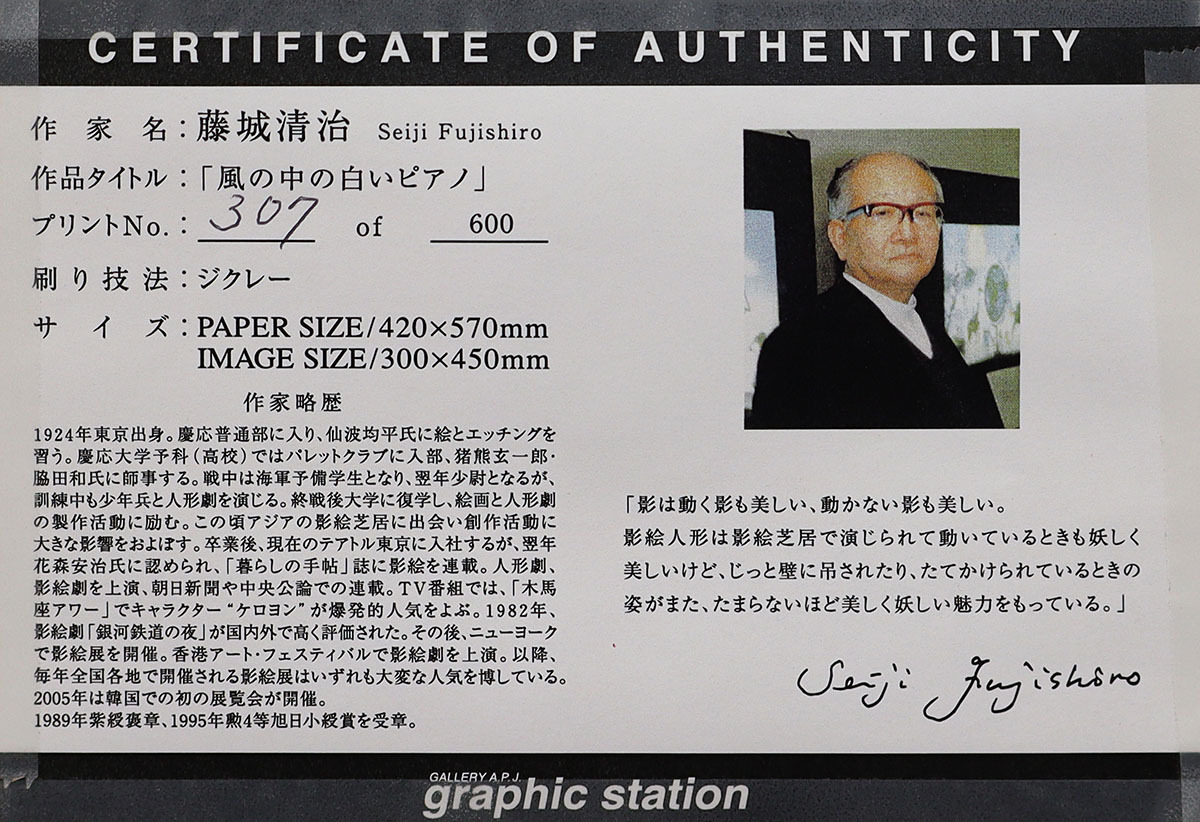 CERTIFICATE OF AUTHENTICITY
作家名：藤城清治 Seiji Fujishiro
作品タイトル：「風の中の白いピアノ」
プリントNo.：307 of 600
刷り技法：ジクレー
サイズ：PAPER SIZE/420×570mm
IMAGE SIZE/300×450mm
作家略歴
1924年東京出身。慶応普通部に入り、仙波均平氏に絵とエッチングを
習う。慶応大学予科（高校）ではパレットクラブに入部、猪熊玄一郎・
脇田和氏に師事する。戦中は海軍予備学生となり、翌年少尉となるが、
訓練中も少年兵と人形劇を演じる。終戦後大学に復学し、絵画と人形劇
の製作活動に励む。この頃アジアの影絵芝居に出会い創作活動に
大きな影響をおよぼす。卒業後、現在のテアトル東京に入社するが、翌年
花森安治氏に認められ、「暮らしの手帖」誌に影絵を連載。人形劇、
影絵劇を上演、朝日新聞や中央公論での連載。TV番組では、「木馬
座アワー」でキャラクター“ケロヨン”が爆発的人気をよぶ。1982年、
影絵劇「銀河鉄道の夜」が国内外で高く評価された。その後、ニューヨーク
で影絵展を開催。香港アート・フェスティバルで影絵劇を上演。以降、
毎年全国各地で開催される影絵展はいずれも大変な人気を博している。
2005年は韓国での初の展覧会が開催。
1989年紫綬褒章、1995年勲4等旭日小綬賞を受章。
「影は動く影も美しい、動かない影も美しい。
影絵人形は影絵芝居で演じられて動いているときも妖しく
美しいけど、じっと壁に吊されたり、たてかけられているときの
姿がまた、たまらないほど美しく妖しい魅力をもっている。」
Seiji Fujishiro
GALLERY A.P.J.
graphic station